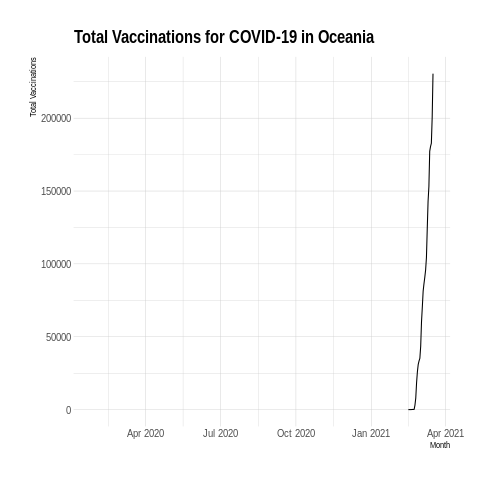 Total Vaccinations for COVID-19 in Oceania
Total Vaccinations
200000
150000
100000
50000
0
Apr 2020 Jul 2020 Oct 2020 Jan 2021 Apr 2021
Month